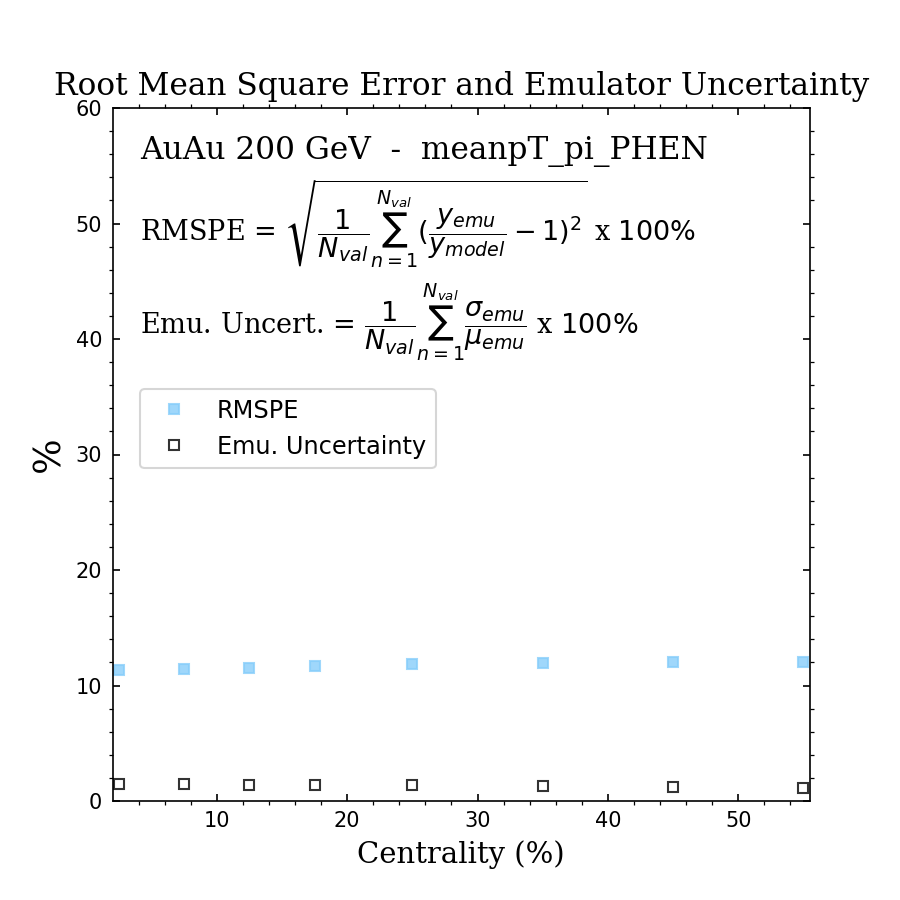 Root Mean Square Error and Emulator Uncertainty
60
AuAu 200 GeV  -  meanpT_pi_PHEN
50
RMSPE = √(1/N_val ∑_{n=1}^{N_val} (y_emu/y_model − 1)²) x 100%
40
Emu. Uncert. = 1/N_val ∑_{n=1}^{N_val} σ_emu/μ_emu x 100%
RMSPE
Emu. Uncertainty
30
%
20
10
0
10 20 30 40 50
Centrality (%)